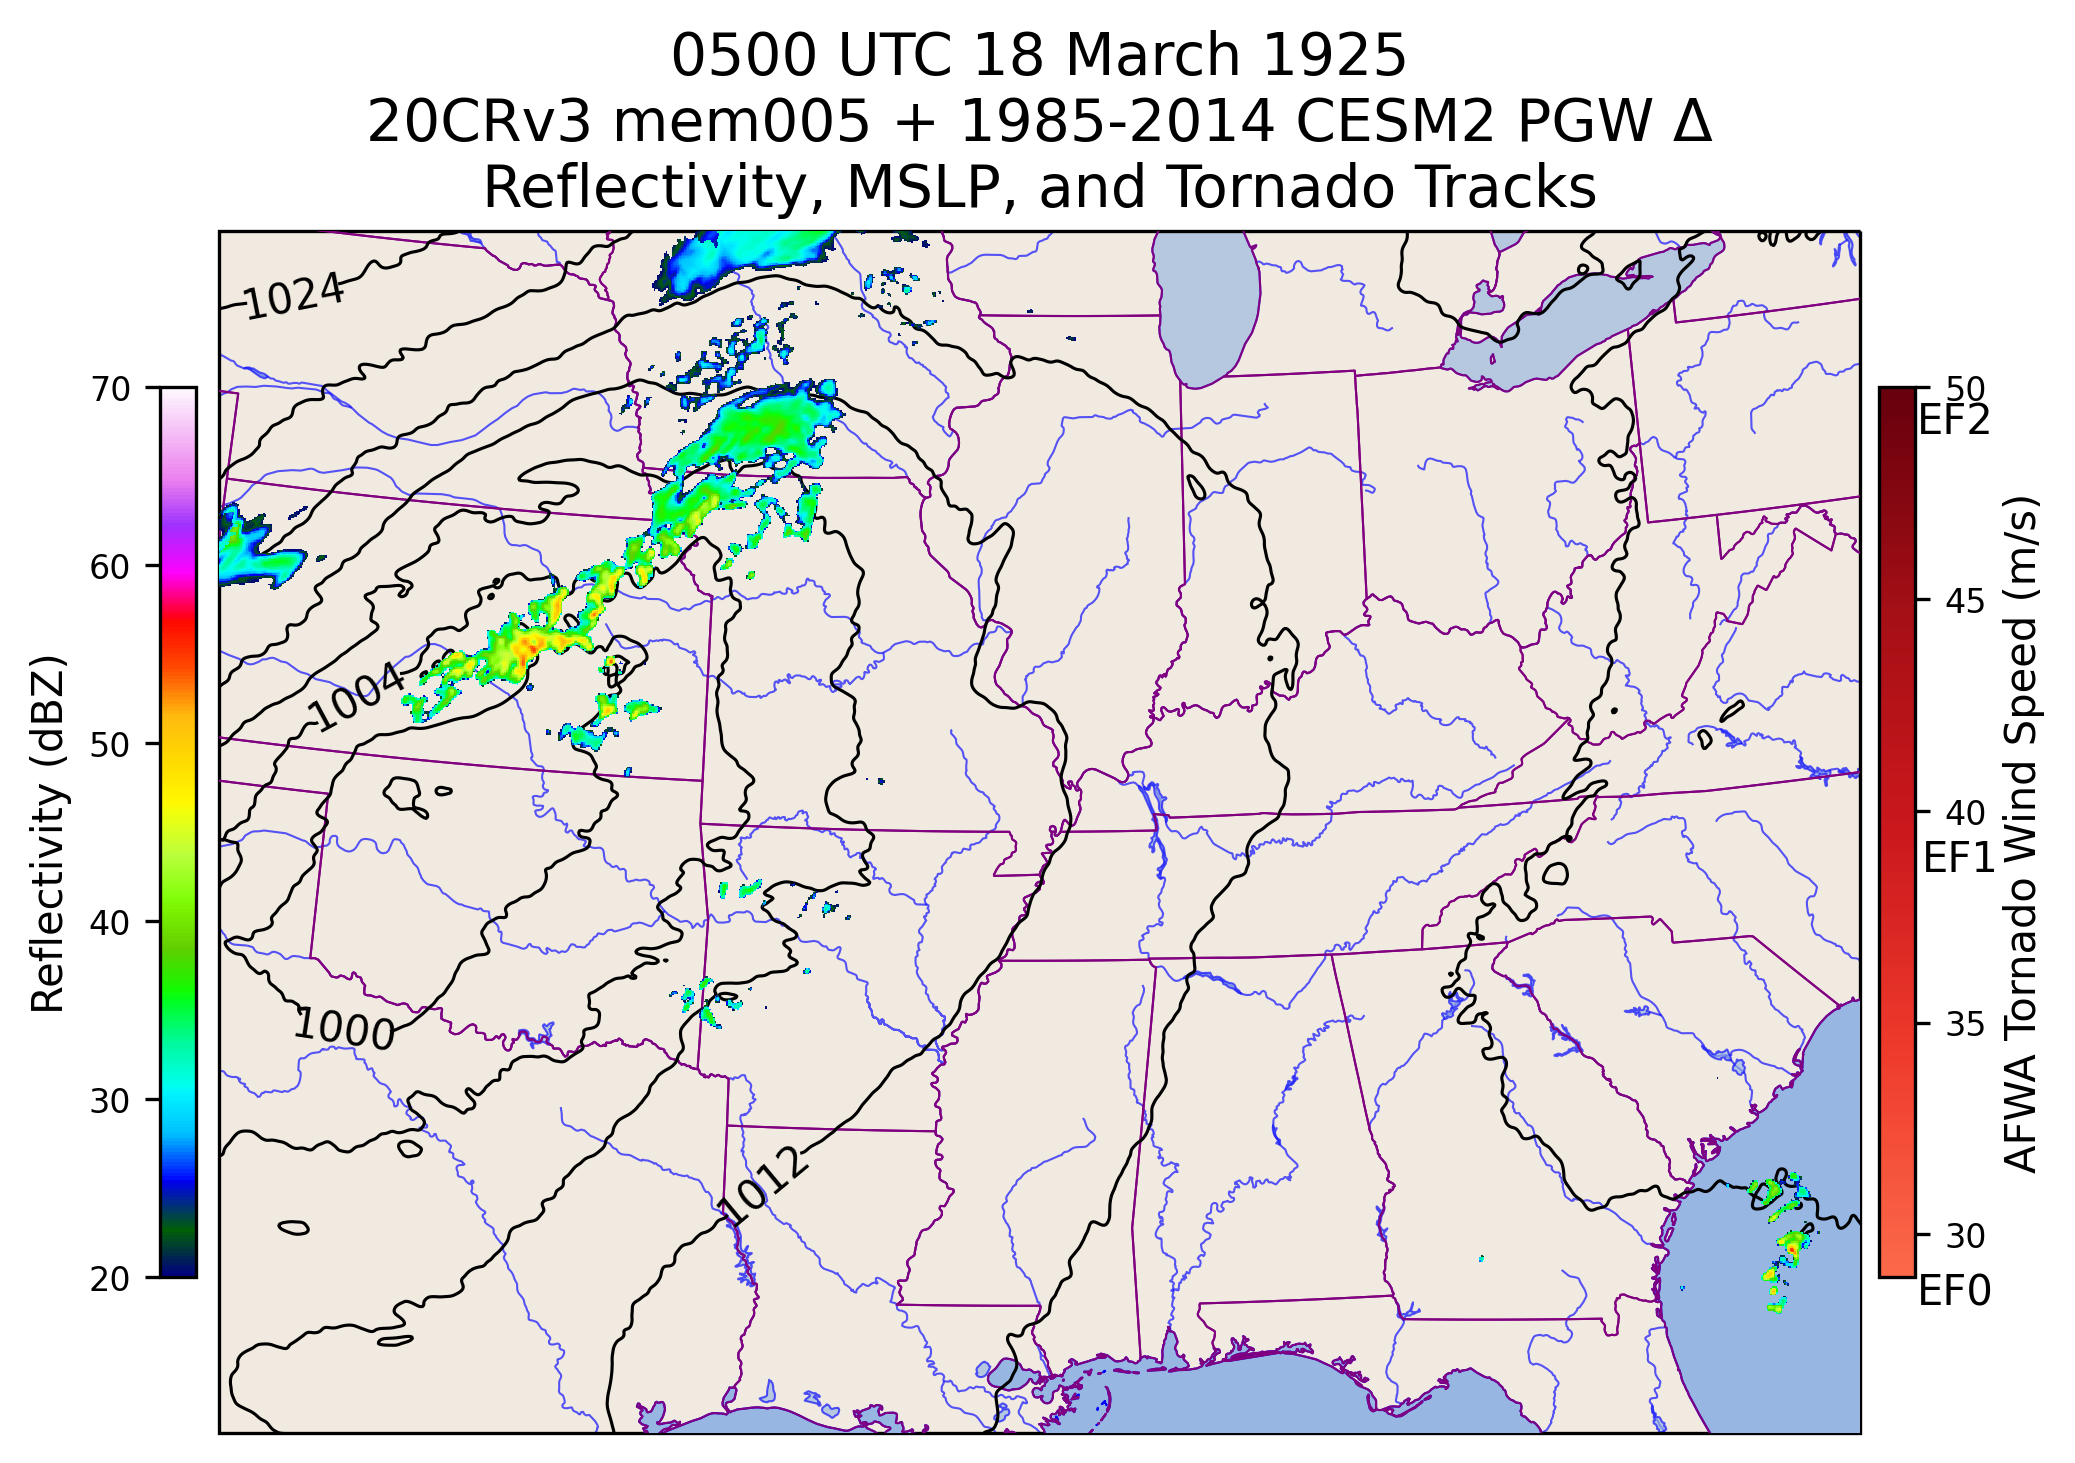 0500 UTC 18 March 1925
20CRv3 mem005 + 1985-2014 CESM2 PGW Δ
Reflectivity, MSLP, and Tornado Tracks
1024
1004
1000
1012
70
60
50
40
30
20
Reflectivity (dBZ)
50
EF2
45
40
EF1
35
30
EF0
AFWA Tornado Wind Speed (m/s)